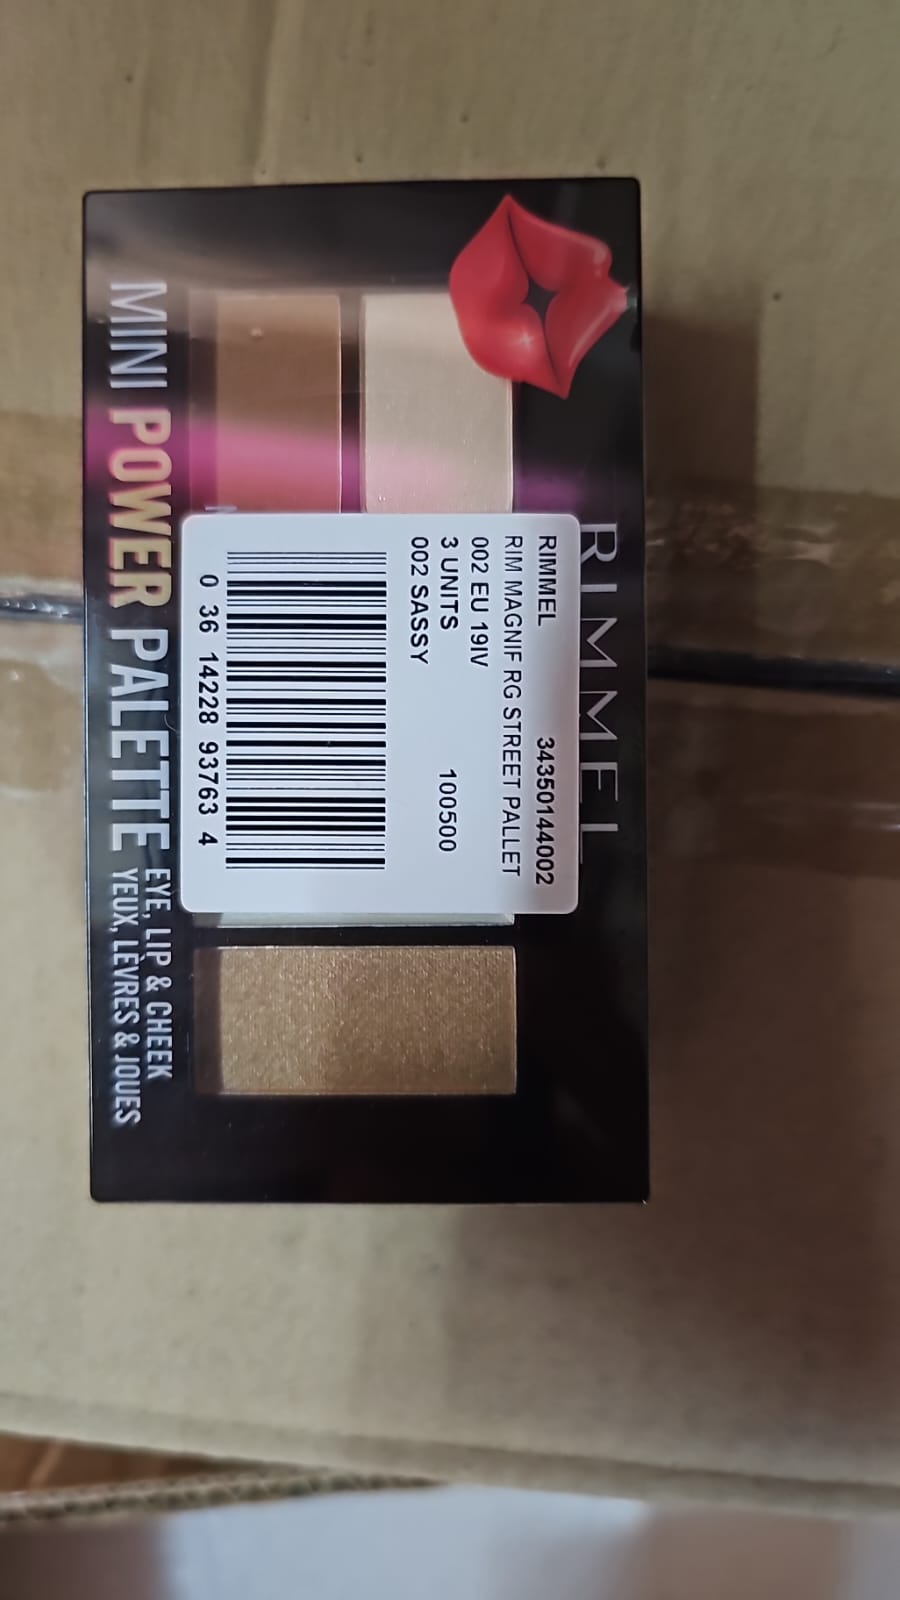 RIMMEL
RIMMEL 34350144002
RIM MAGNIF RG STREET PALLET
002 EU 19IV
3 UNITS 100500
002 SASSY
0 36 14228 93763 4
MINI POWER PALETTE EYE, LIP & CHEEK
YEUX, LÈVRES & JOUES